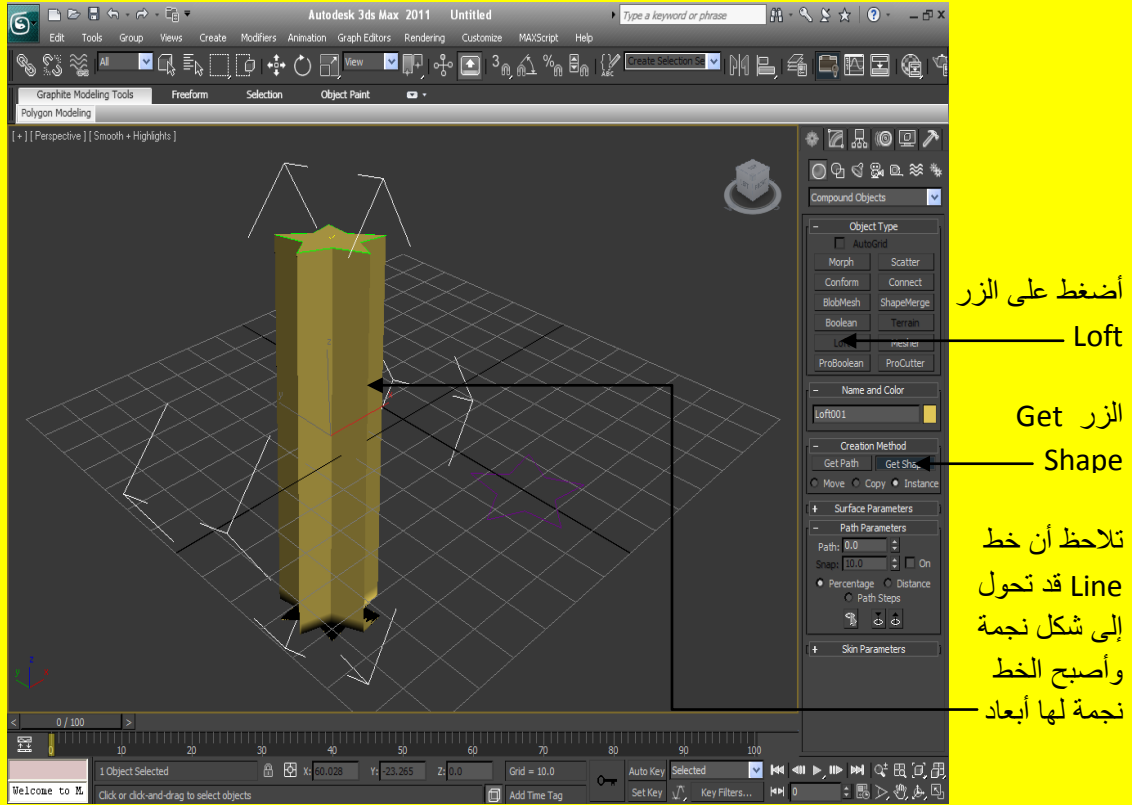 Autodesk 3ds Max 2011 Untitled
Type a keyword or phrase
Edit Tools Group Views Create Modifiers Animation Graph Editors Rendering Customize MAXScript Help
All View Create Selection Se
Graphite Modeling Tools Freeform Selection Object Paint
Polygon Modeling
[ + ] [ Perspective ] [ Smooth + Highlights ]
Compound Objects
Object Type
AutoGrid
Morph Scatter
Conform Connect
BlobMesh ShapeMerge
Boolean Terrain
Mesher
ProBoolean ProCutter
Name and Color
Loft001
Creation Method
Get Path Get Shap
Move Copy Instance
Surface Parameters
Path Parameters
Path: 0.0
Snap: 10.0 On
Percentage Distance
Path Steps
Skin Parameters
أضغط على الزر
Loft
الزر Get
Shape
تلاحظ أن خط
Line قد تحول
إلى شكل نجمة
وأصبح الخط
نجمة لها أبعاد
z
y
z
y
0 / 100
0 10 20 30 40 50 60 70 80 90 100
1 Object Selected X: 60.028 Y: -23.265 Z: 0.0 Grid = 10.0 Auto Key Selected
Welcome to M. Click or click-and-drag to select objects Add Time Tag Set Key Key Filters... 0